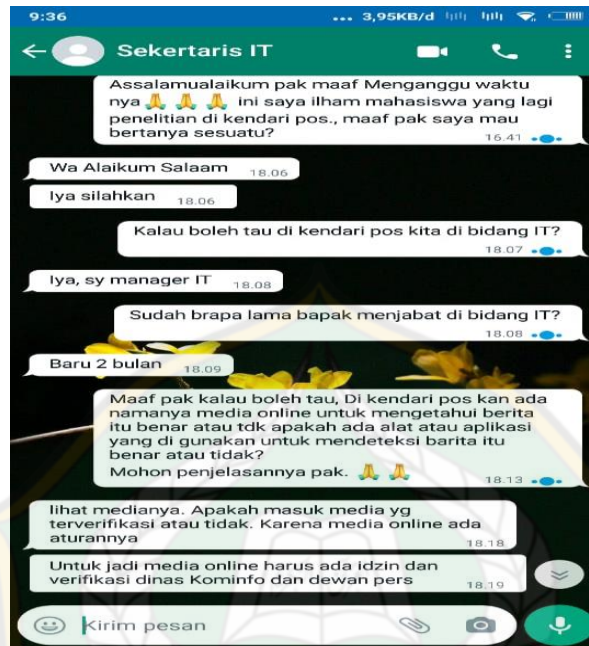 9:36 ... 3,95KB/d
Sekertaris IT
Assalamualaikum pak maaf Menganggu waktu
nya 🙏 🙏 🙏 ini saya ilham mahasiswa yang lagi
penelitian di kendari pos., maaf pak saya mau
bertanya sesuatu?
16.41
Wa Alaikum Salaam 18.06
Iya silahkan 18.06
Kalau boleh tau di kendari pos kita di bidang IT?
18.07
Iya, sy manager IT 18.08
Sudah brapa lama bapak menjabat di bidang IT?
18.08
Baru 2 bulan 18.09
Maaf pak kalau boleh tau, Di kendari pos kan ada
namanya media online untuk mengetahui berita
itu benar atau tdk apakah ada alat atau aplikasi
yang di gunakan untuk mendeteksi barita itu
benar atau tidak?
Mohon penjelasannya pak. 🙏 🙏
18.13
lihat medianya. Apakah masuk media yg
terverifikasi atau tidak. Karena media online ada
aturannya
18.18
Untuk jadi media online harus ada idzin dan
verifikasi dinas Kominfo dan dewan pers
18.19
Kirim pesan